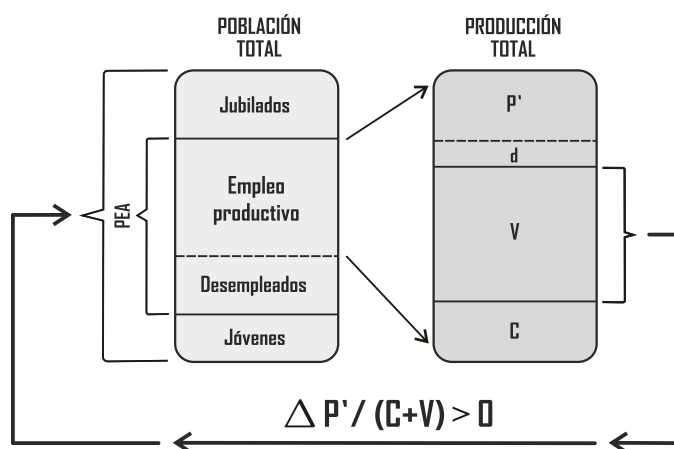 POBLACIÓN
TOTAL
PRODUCCIÓN
TOTAL
Jubilados
Empleo
productivo
Desempleados
Jóvenes
PEA
P‘
d
V
C
△ P‘/ (C+V) > 0